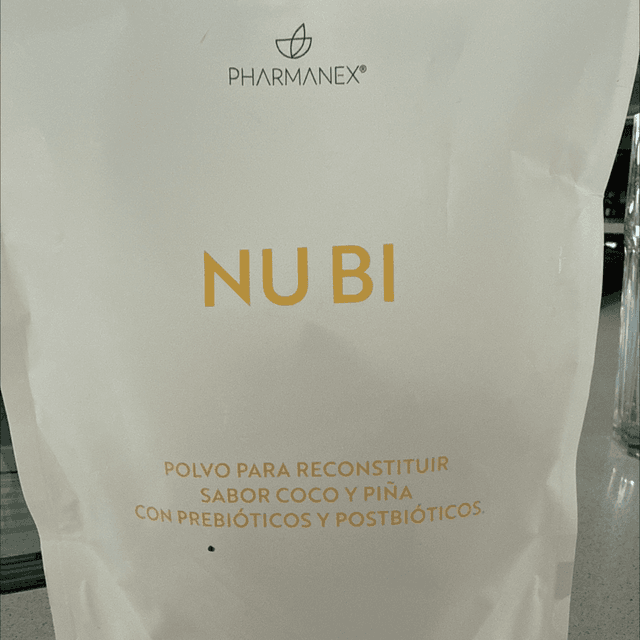 PHARMANEX®
NU BI
POLVO PARA RECONSTITUIR
SABOR COCO Y PIÑA
CON PREBIÓTICOS Y POSTBIÓTICOS.